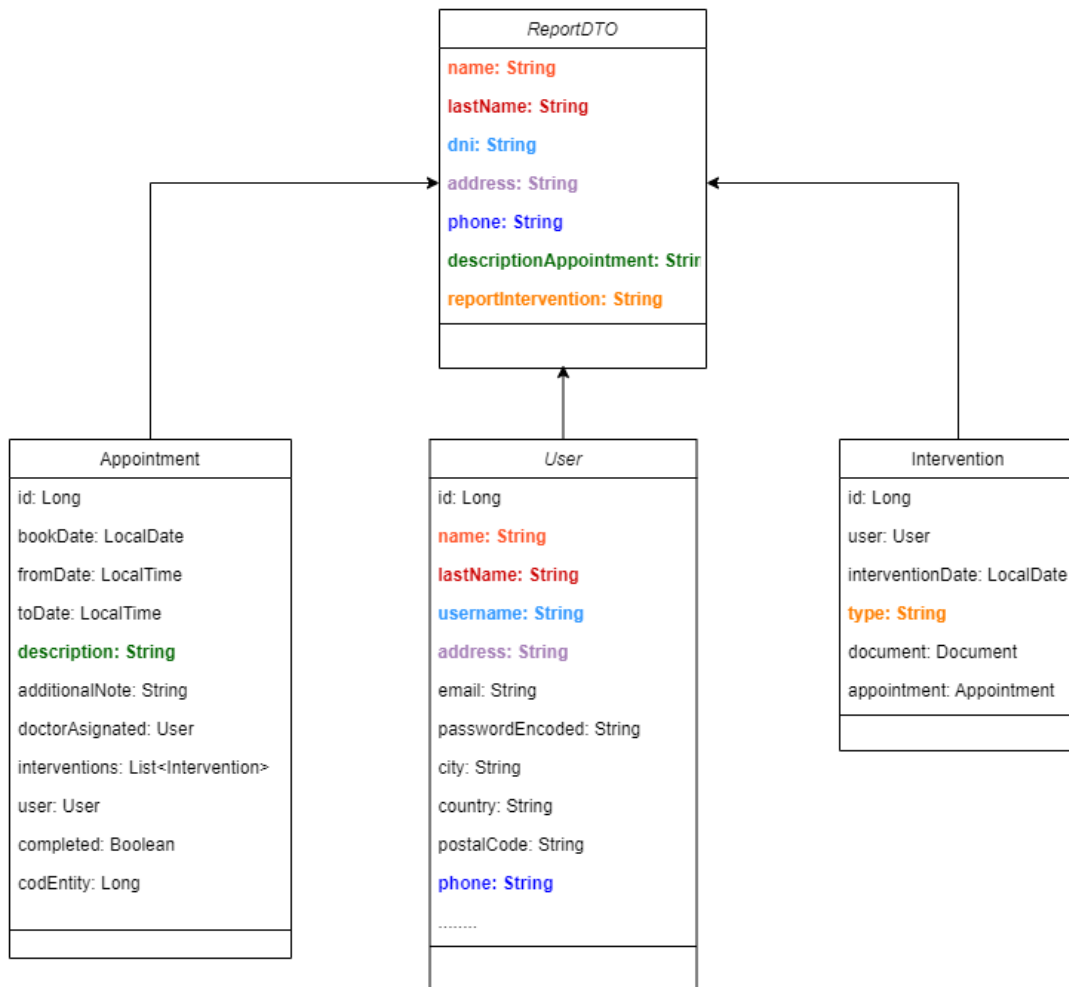 ReportDTO
name: String
lastName: String
dni: String
address: String
phone: String
descriptionAppointment: Strin
reportIntervention: String
Appointment
id: Long
bookDate: LocalDate
fromDate: LocalTime
toDate: LocalTime
description: String
additionalNote: String
doctorAsignated: User
interventions: List<Intervention>
user: User
completed: Boolean
codEntity: Long
User
id: Long
name: String
lastName: String
username: String
address: String
email: String
passwordEncoded: String
city: String
country: String
postalCode: String
phone: String
........
Intervention
id: Long
user: User
interventionDate: LocalDate
type: String
document: Document
appointment: Appointment